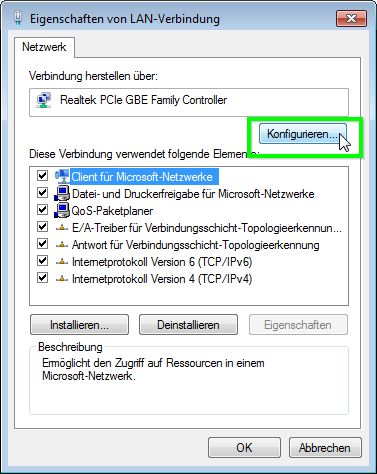 Eigenschaften von LAN-Verbindung
Netzwerk
Verbindung herstellen über:
Realtek PCIe GBE Family Controller
Konfigurieren...
Diese Verbindung verwendet folgende Elemente:
Client für Microsoft-Netzwerke
Datei- und Druckerfreigabe für Microsoft-Netzwerke
QoS-Paketplaner
E/A-Treiber für Verbindungsschicht-Topologieerkennun...
Antwort für Verbindungsschicht-Topologieerkennung
Internetprotokoll Version 6 (TCP/IPv6)
Internetprotokoll Version 4 (TCP/IPv4)
Installieren... Deinstallieren Eigenschaften
Beschreibung
Ermöglicht den Zugriff auf Ressourcen in einem
Microsoft-Netzwerk.
OK Abbrechen